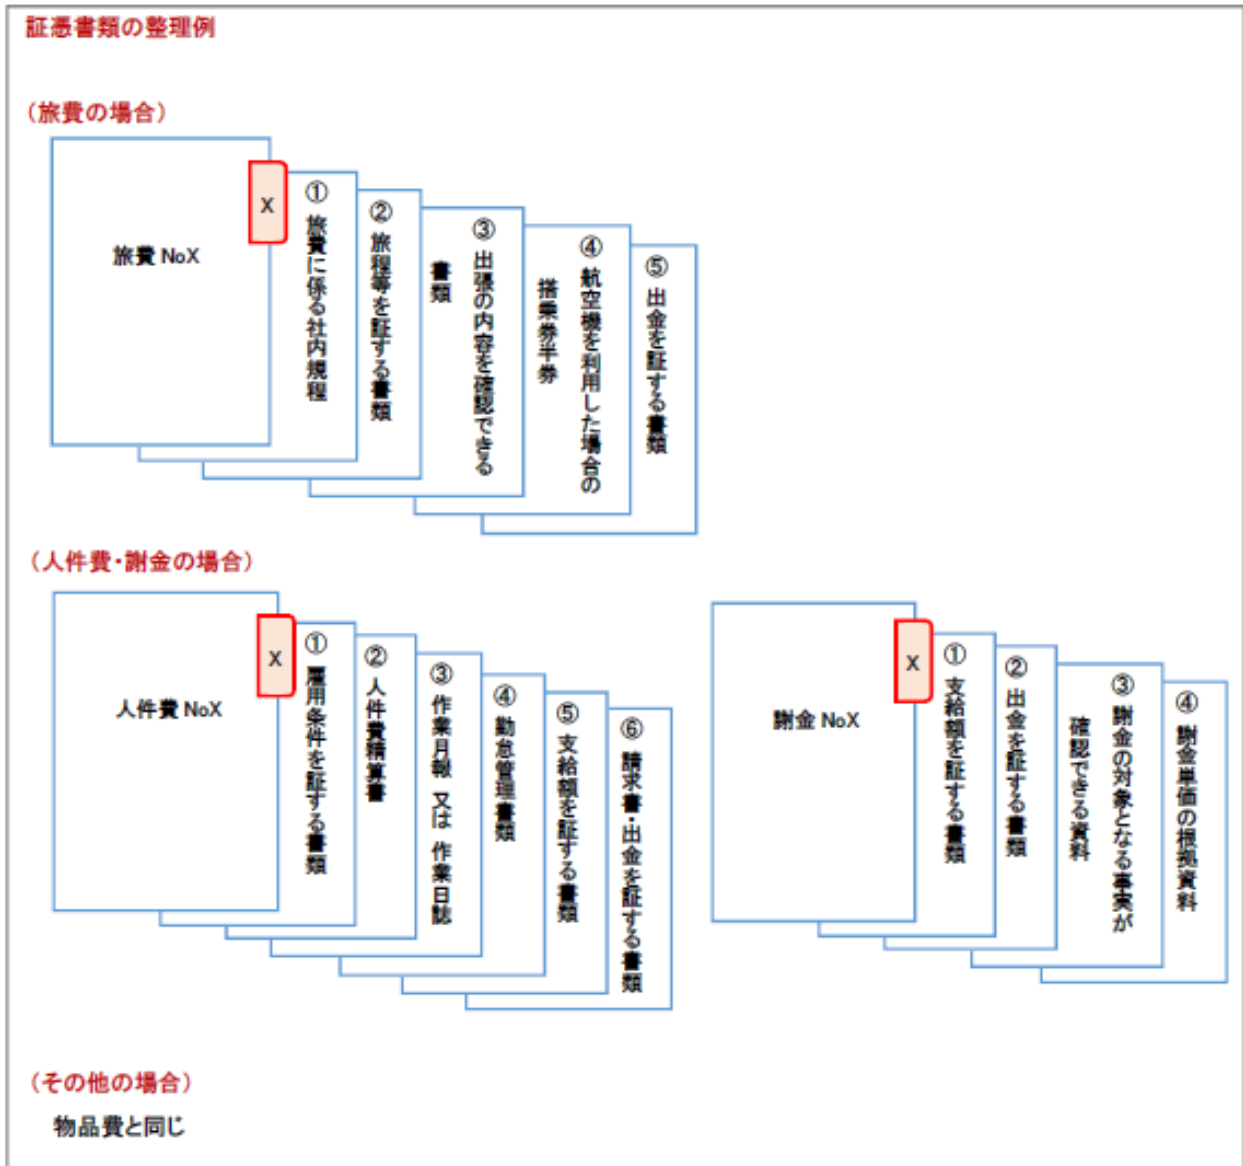 証憑書類の整理例
（旅費の場合）
旅費 NoX
X
① 旅費に係る社内規程
② 旅程等を証する書類
③ 出張の内容を確認できる
書類
④ 航空機を利用した場合の
搭乗券半券
⑤ 出金を証する書類
（人件費・謝金の場合）
人件費 NoX
X
① 雇用条件を証する書類
② 人件費精算書
③ 作業月報 又は 作業日誌
④ 勤怠管理書類
⑤ 支給額を証する書類
⑥ 請求書・出金を証する書類
謝金 NoX
X
① 支給額を証する書類
② 出金を証する書類
③ 謝金の対象となる事実が
確認できる資料
④ 謝金単価の根拠資料
（その他の場合）
物品費と同じ